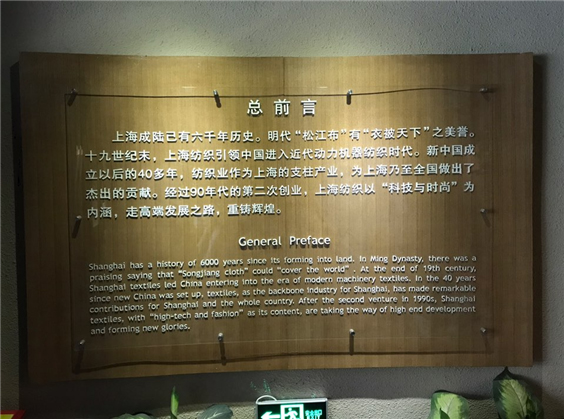 总前言
上海成陆已有六千年历史。明代“松江布”有“衣被天下”之美誉。
十九世纪末，上海纺织引领中国进入近代动力机器纺织时代。新中国成
立以后的40多年，纺织业作为上海的支柱产业，为上海乃至全国做出了
杰出的贡献。经过90年代的第二次创业，上海纺织以“科技与时尚”为
内涵，走高端发展之路，重铸辉煌。
General Preface
Shanghai has a history of 6000 years since its forming into land. In Ming Dynasty, there was a
praising saying that "Songjiang cloth" could "cover the world" . At the end of 19th century,
Shanghai textiles led China entering into the era of modern machinery textiles. In the 40 years
since new China was set up, textiles, as the backbone industry for Shanghai, has made remarkable
contributions for Shanghai and the whole country. After the second venture in 1990s, Shanghai
textiles, with "high-tech and fashion" as its content, are taking the way of high end development
and forming new glories.